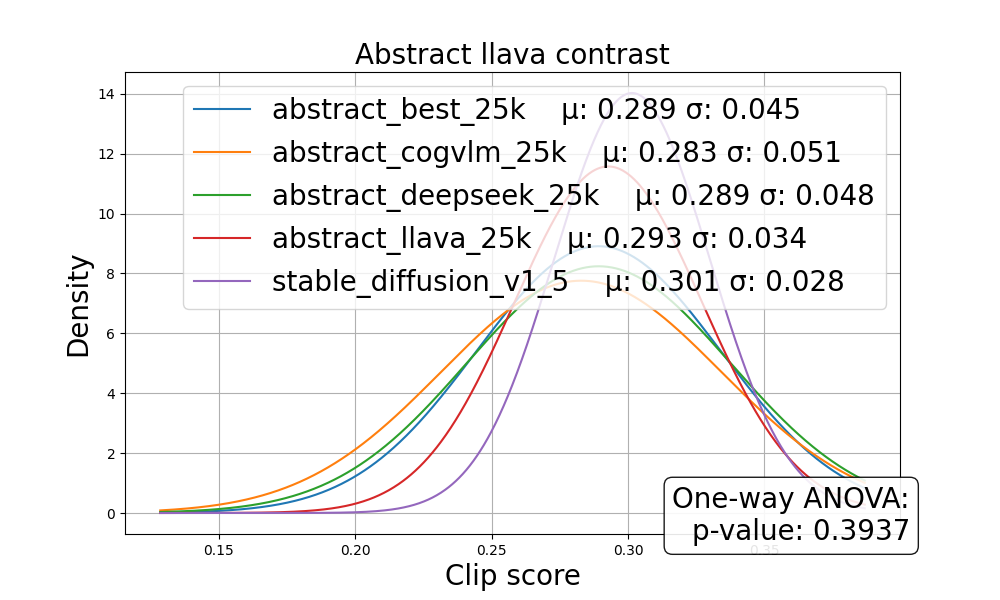 Abstract llava contrast
abstract_best_25k μ: 0.289 σ: 0.045
abstract_cogvlm_25k μ: 0.283 σ: 0.051
abstract_deepseek_25k μ: 0.289 σ: 0.048
abstract_llava_25k μ: 0.293 σ: 0.034
stable_diffusion_v1_5 μ: 0.301 σ: 0.028
Density
14
12
10
8
6
4
2
0
One-way ANOVA:
p-value: 0.3937
0.15 0.20 0.25 0.30 0.35
Clip score